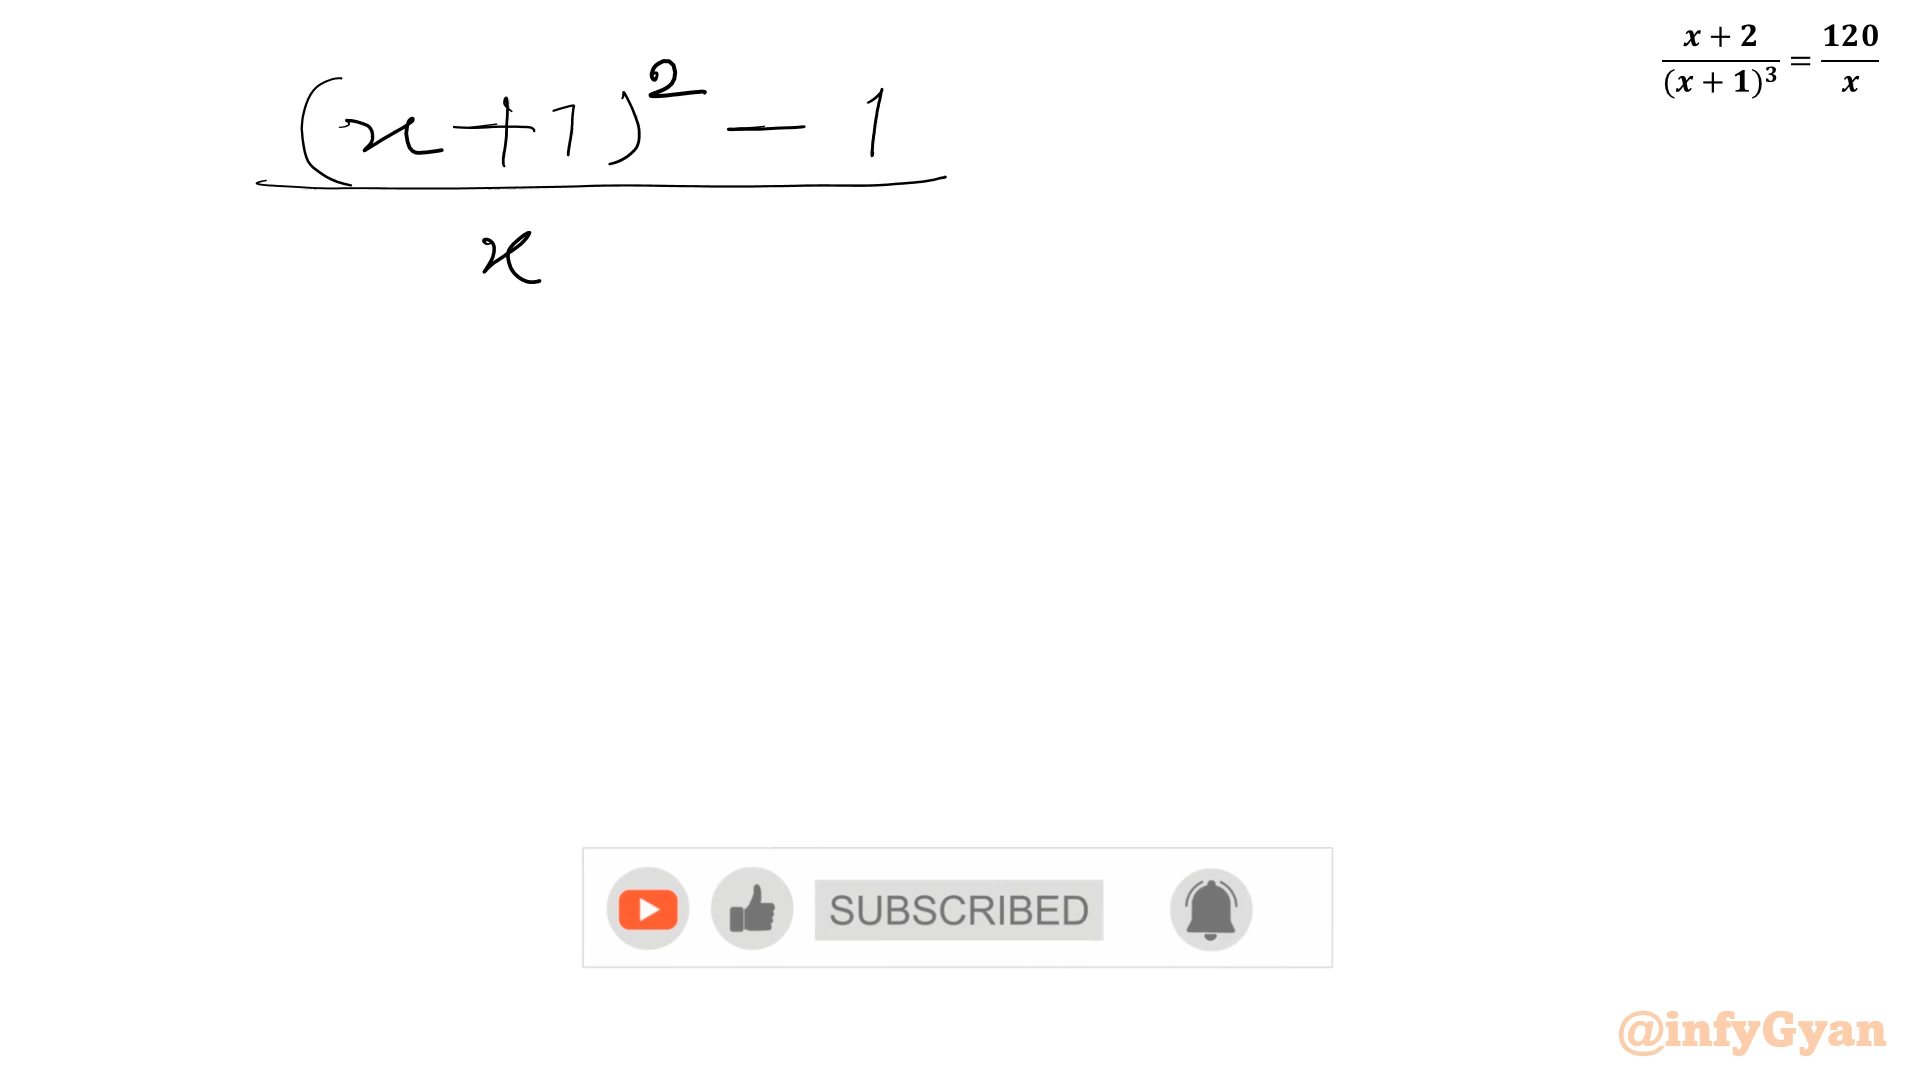 (x+1)² − 1
x
x + 2 / (x + 1)³ = 120 / x
SUBSCRIBED
@infyGyan